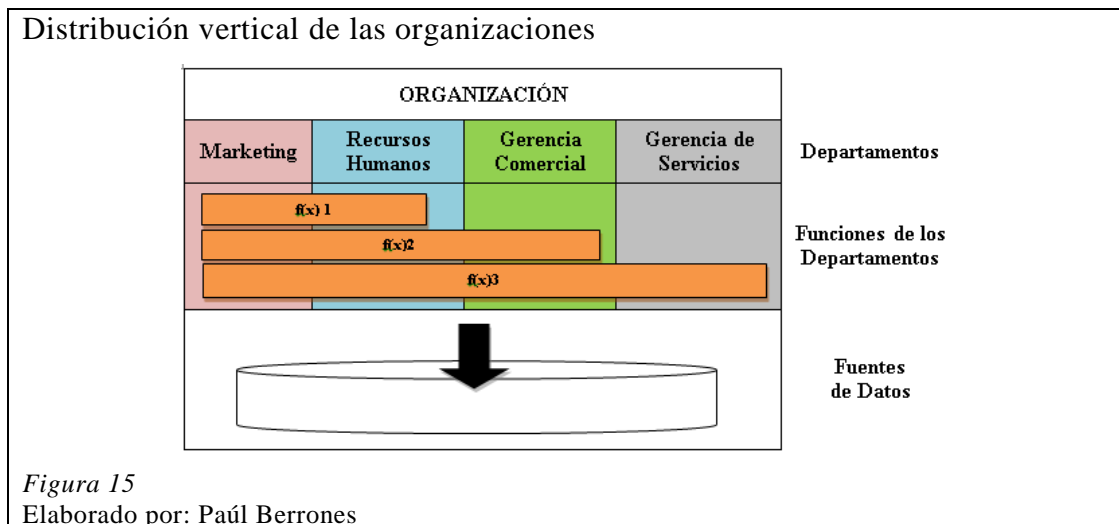 Distribución vertical de las organizaciones
ORGANIZACIÓN
Marketing
Recursos
Humanos
Gerencia
Comercial
Gerencia de
Servicios
Departamentos
f(x) 1
f(x)2
f(x)3
Funciones de los
Departamentos
Fuentes
de Datos
Figura 15
Elaborado por: Paúl Berrones